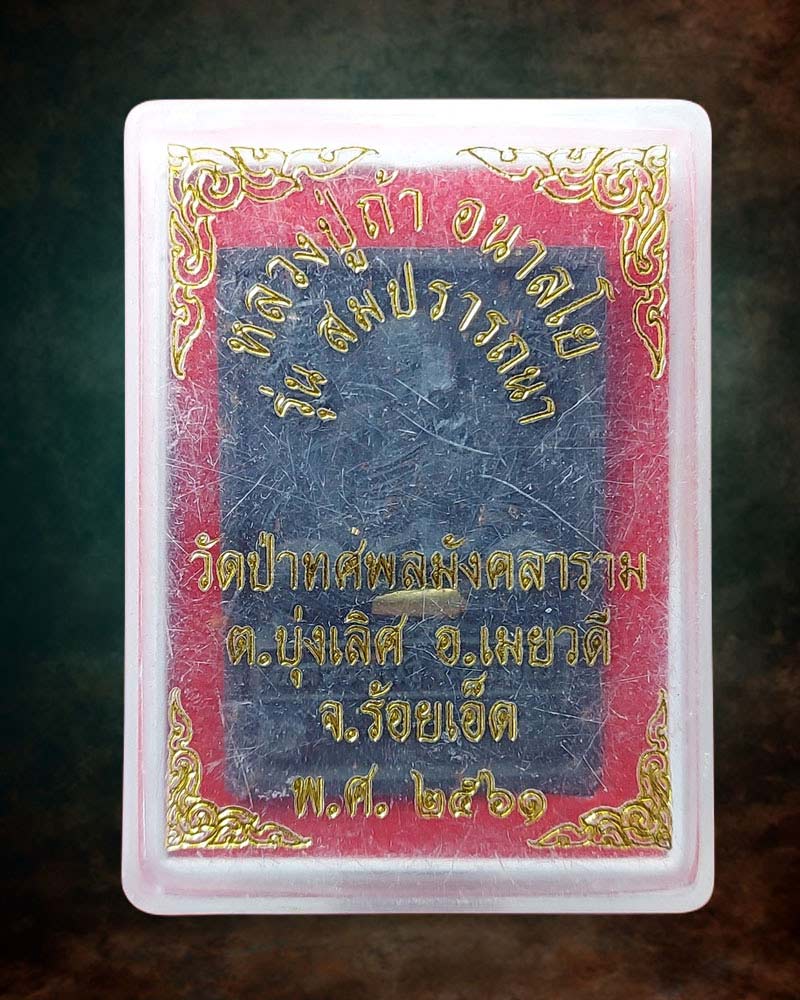 หลวงปู่ถ้า อนาลโย
รุ่น สมปรารถนา
วัดป่าทศพลมังคลาราม
ต.บุ่งเลิศ อ.เมยวดี
จ.ร้อยเอ็ด
พ.ศ. ๒๕๖๑